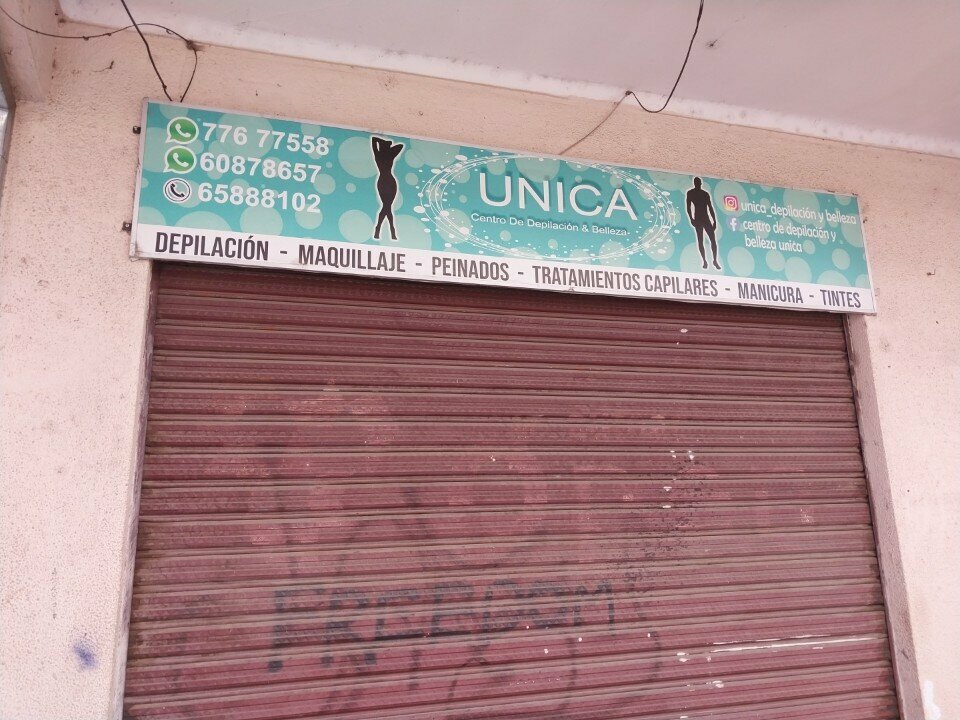 776 77558
60878657
65888102
UNICA
Centro De Depilación & Belleza
unica_depilación y belleza
centro de depilación y
belleza unica
DEPILACIÓN - MAQUILLAJE - PEINADOS - TRATAMIENTOS CAPILARES - MANICURA - TINTES
FREEDOM